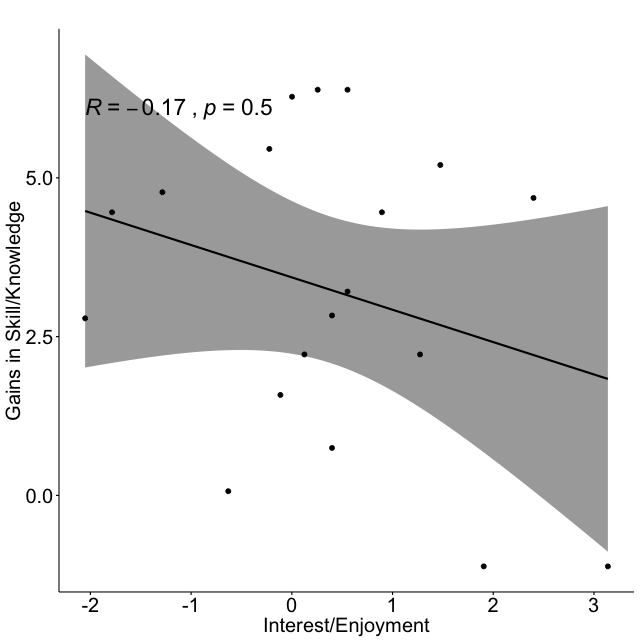 R = −0.17 , p = 0.5
5.0
2.5
0.0
-2 -1 0 1 2 3
Interest/Enjoyment
Gains in Skill/Knowledge